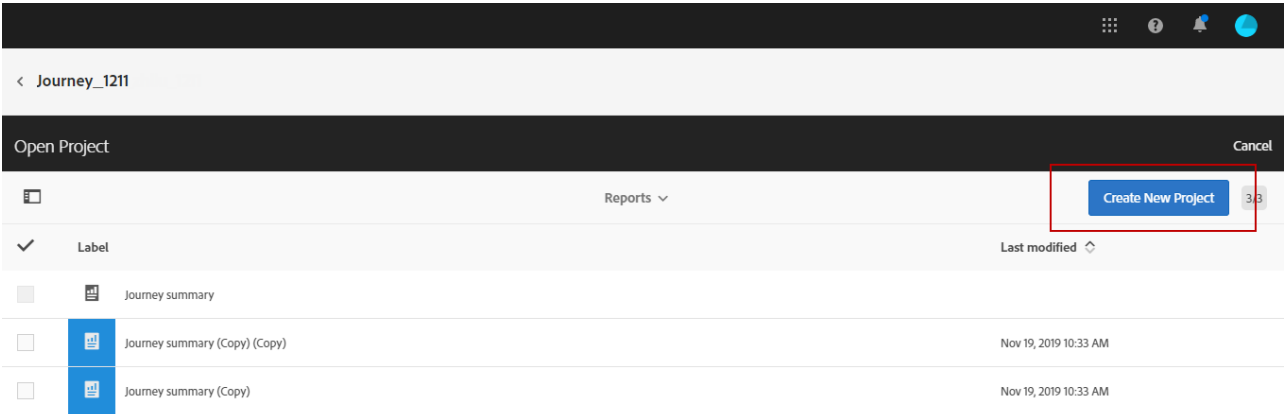 Journey_1211
Open Project
Cancel
Reports
Create New Project
3/3
Label
Last modified
Journey summary
Journey summary (Copy) (Copy)
Nov 19, 2019 10:33 AM
Journey summary (Copy)
Nov 19, 2019 10:33 AM